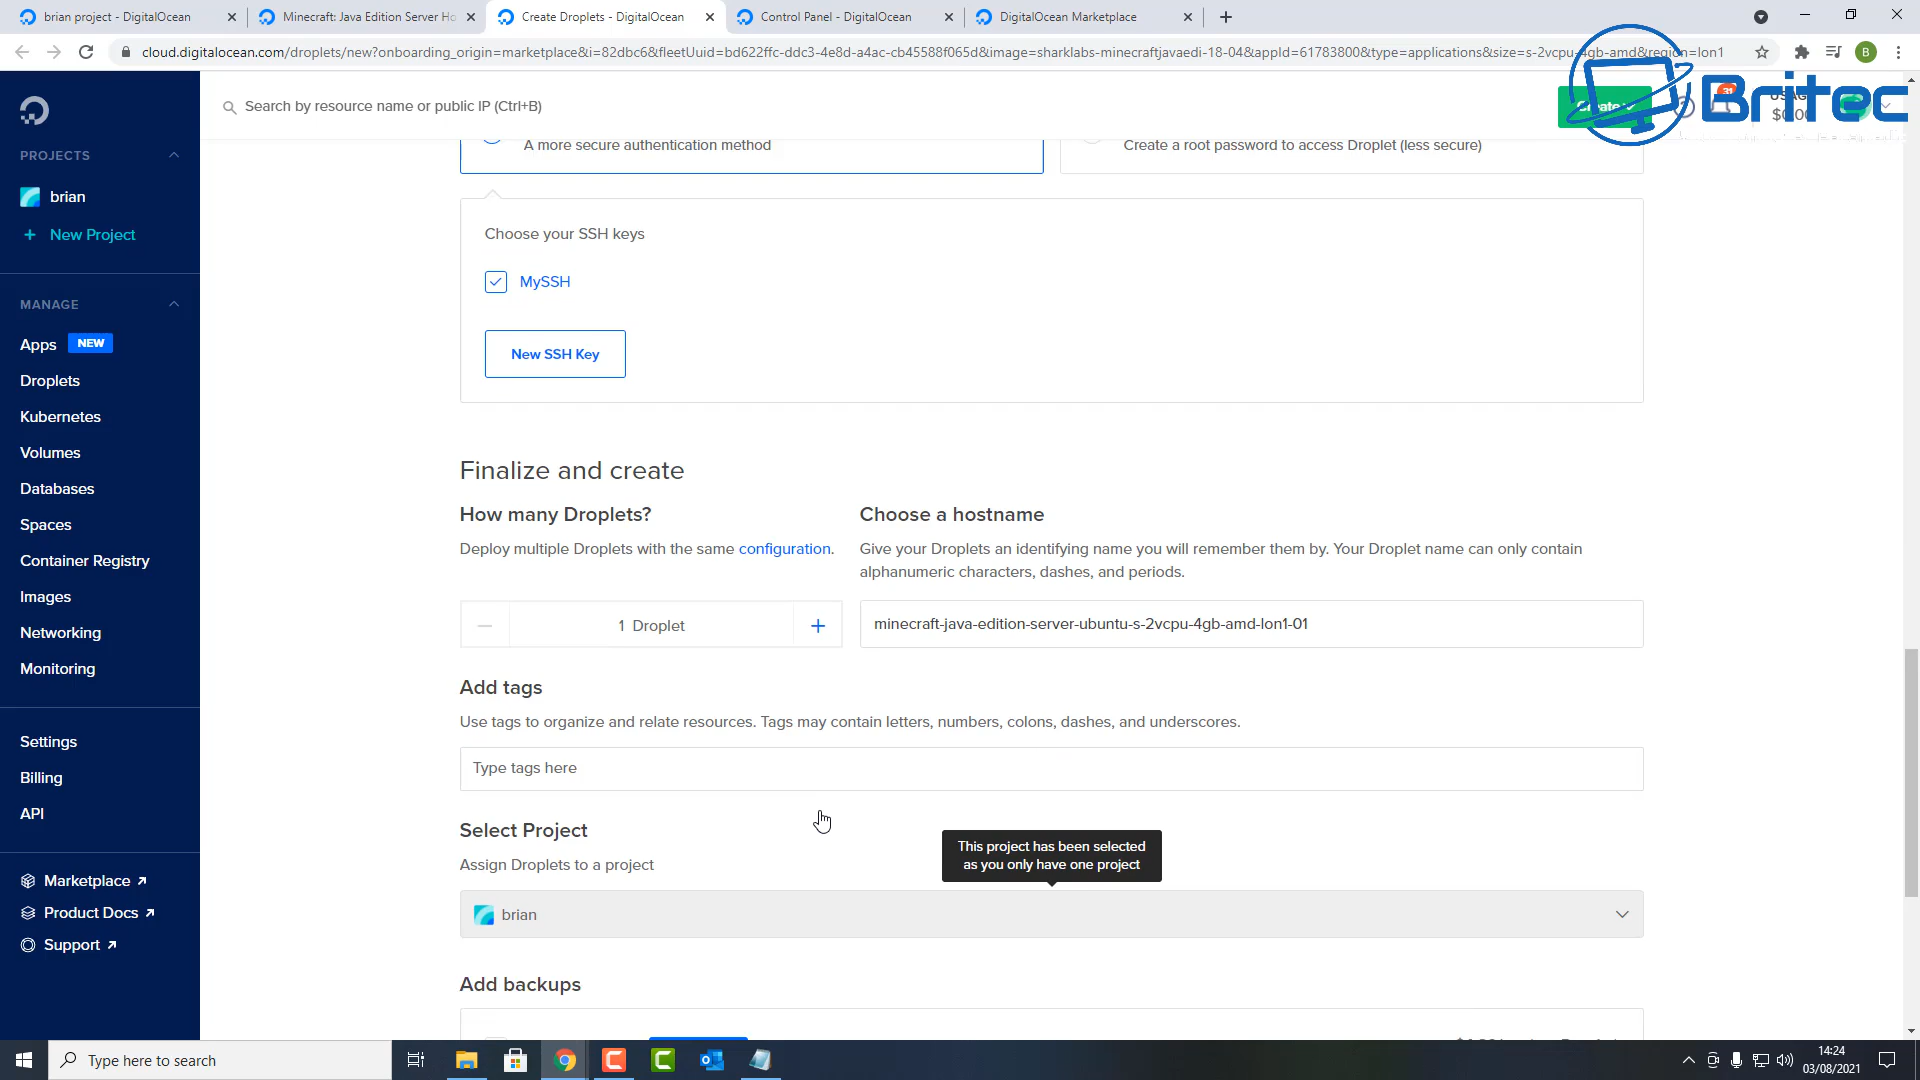 brian project - DigitalOcean
Minecraft: Java Edition Server Ho
Create Droplets - DigitalOcean
Control Panel - DigitalOcean
DigitalOcean Marketplace
cloud.digitalocean.com/droplets/new?onboarding_origin=marketplace&i=82dbc6&fleetUuid=bd622ffc-ddc3-4e8d-a4ac-cb45588f065d&image=sharklabs-minecraftjavaedi-18-04&appId=61783800&type=applications&size=s-2vcpu-4gb-amd&region=lon1
B
Search by resource name or public IP (Ctrl+B)
Create
31
$0.00
Britec
PROJECTS
brian
+ New Project
MANAGE
Apps NEW
Droplets
Kubernetes
Volumes
Databases
Spaces
Container Registry
Images
Networking
Monitoring
Settings
Billing
API
Marketplace
Product Docs
Support
A more secure authentication method
Create a root password to access Droplet (less secure)
Choose your SSH keys
MySSH
New SSH Key
Finalize and create
How many Droplets?
Deploy multiple Droplets with the same configuration.
1 Droplet
Choose a hostname
Give your Droplets an identifying name you will remember them by. Your Droplet name can only contain
alphanumeric characters, dashes, and periods.
minecraft-java-edition-server-ubuntu-s-2vcpu-4gb-amd-lon1-01
Add tags
Use tags to organize and relate resources. Tags may contain letters, numbers, colons, dashes, and underscores.
Type tags here
Select Project
Assign Droplets to a project
This project has been selected
as you only have one project
brian
Add backups
Type here to search
14:24
03/08/2021